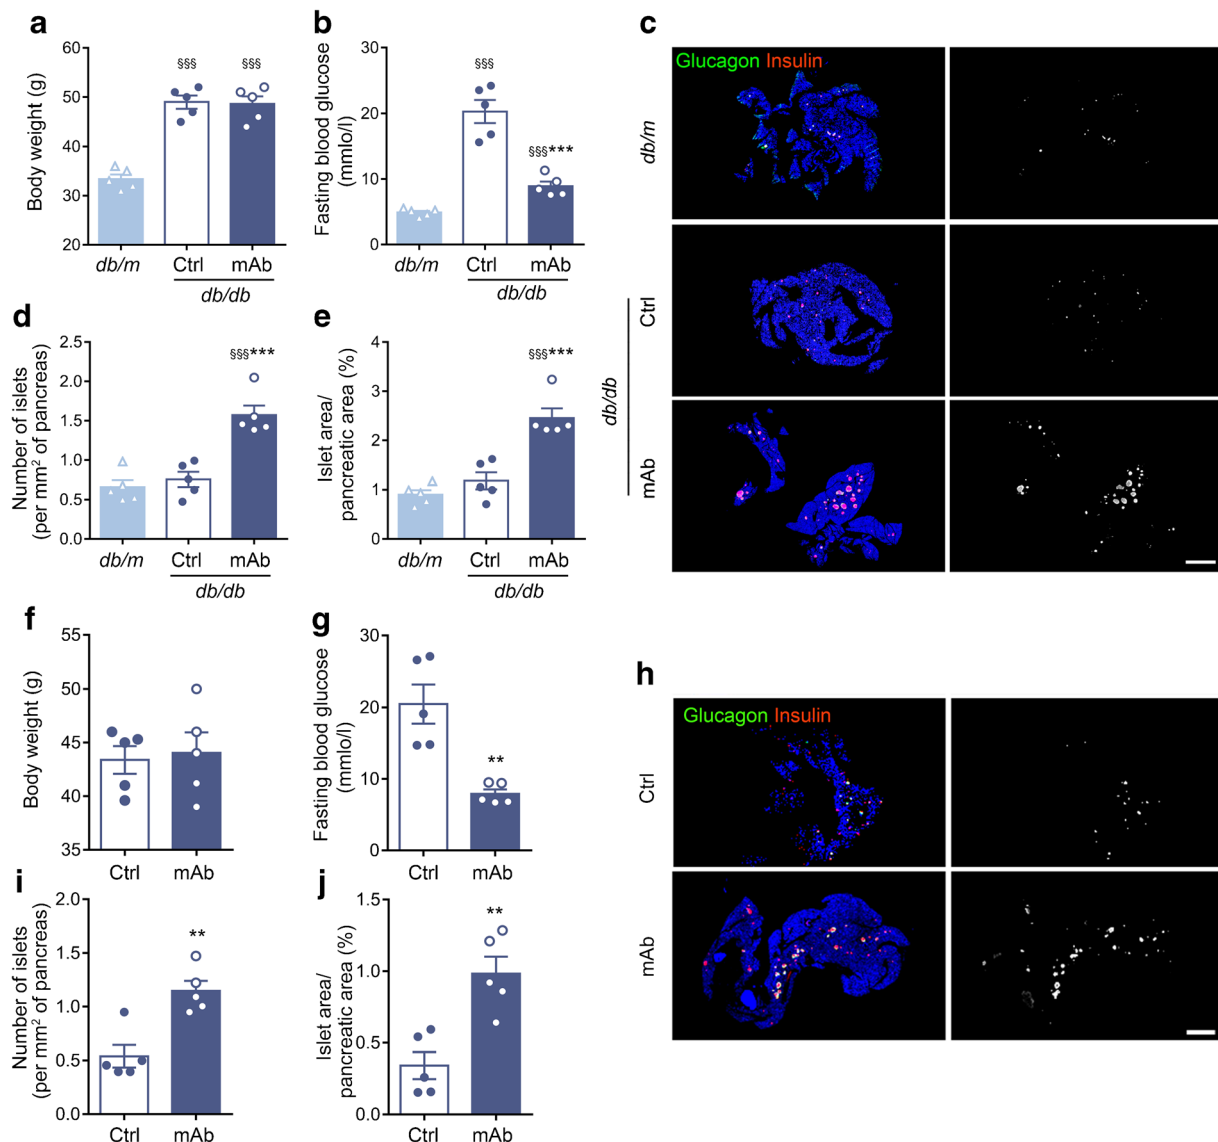 a
Body weight (g)
60
50
40
30
20
§§§
§§§
db/m
Ctrl
mAb
db/db
b
Fasting blood glucose
(mmlo/l)
30
20
10
0
§§§
§§§***
db/m
Ctrl
mAb
db/db
c
Glucagon Insulin
db/m
Ctrl
mAb
db/db
d
Number of islets
(per mm² of pancreas)
2.5
2.0
1.5
1.0
0.5
0.0
§§§***
db/m
Ctrl
mAb
db/db
e
Islet area/
pancreatic area (%)
4
3
2
1
0
§§§***
db/m
Ctrl
mAb
db/db
f
Body weight (g)
55
50
45
40
35
Ctrl
mAb
g
Fasting blood glucose
(mmlo/l)
30
20
10
0
**
Ctrl
mAb
h
Glucagon Insulin
Ctrl
mAb
i
Number of islets
(per mm² of pancreas)
2.0
1.5
1.0
0.5
0.0
**
Ctrl
mAb
j
Islet area/
pancreatic area (%)
1.5
1.0
0.5
0.0
**
Ctrl
mAb